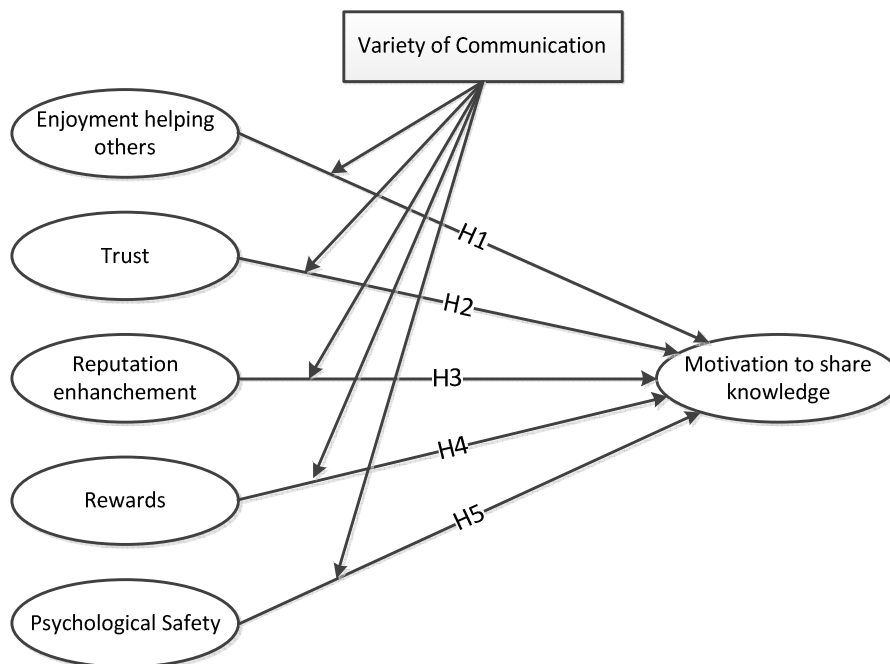 Variety of Communication
Enjoyment helping
others
H1
Trust
H2
Reputation
enhanchement
H3
Motivation to share
knowledge
H4
Rewards
H5
Psychological Safety